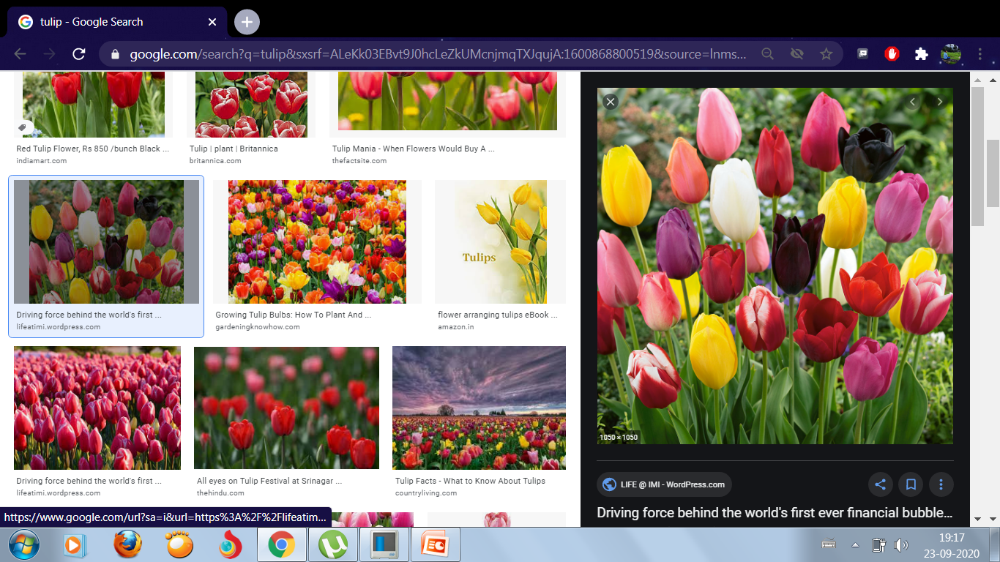 tulip - Google Search
google.com/search?q=tulip&sxsrf=ALeKk03EBvt9J0hcLeZkUMcnjmqTXJqujA:1600868800519&source=lnms...
Red Tulip Flower, Rs 850 /bunch Black ...
indiamart.com
Tulip | plant | Britannica
britannica.com
Tulip Mania - When Flowers Would Buy A ...
thefactsite.com
Driving force behind the world's first ...
lifeatimi.wordpress.com
Growing Tulip Bulbs: How To Plant And ...
gardeningknowhow.com
Tulips
flower arranging tulips eBook ...
amazon.in
Driving force behind the world's first ...
lifeatimi.wordpress.com
All eyes on Tulip Festival at Srinagar ...
thehindu.com
Tulip Facts - What to Know About Tulips
countryliving.com
1050 × 1050
LIFE @ IMI - WordPress.com
Driving force behind the world's first ever financial bubble...
https://www.google.com/url?sa=i&url=https%3A%2F%2Flifeatim...
19:17
23-09-2020